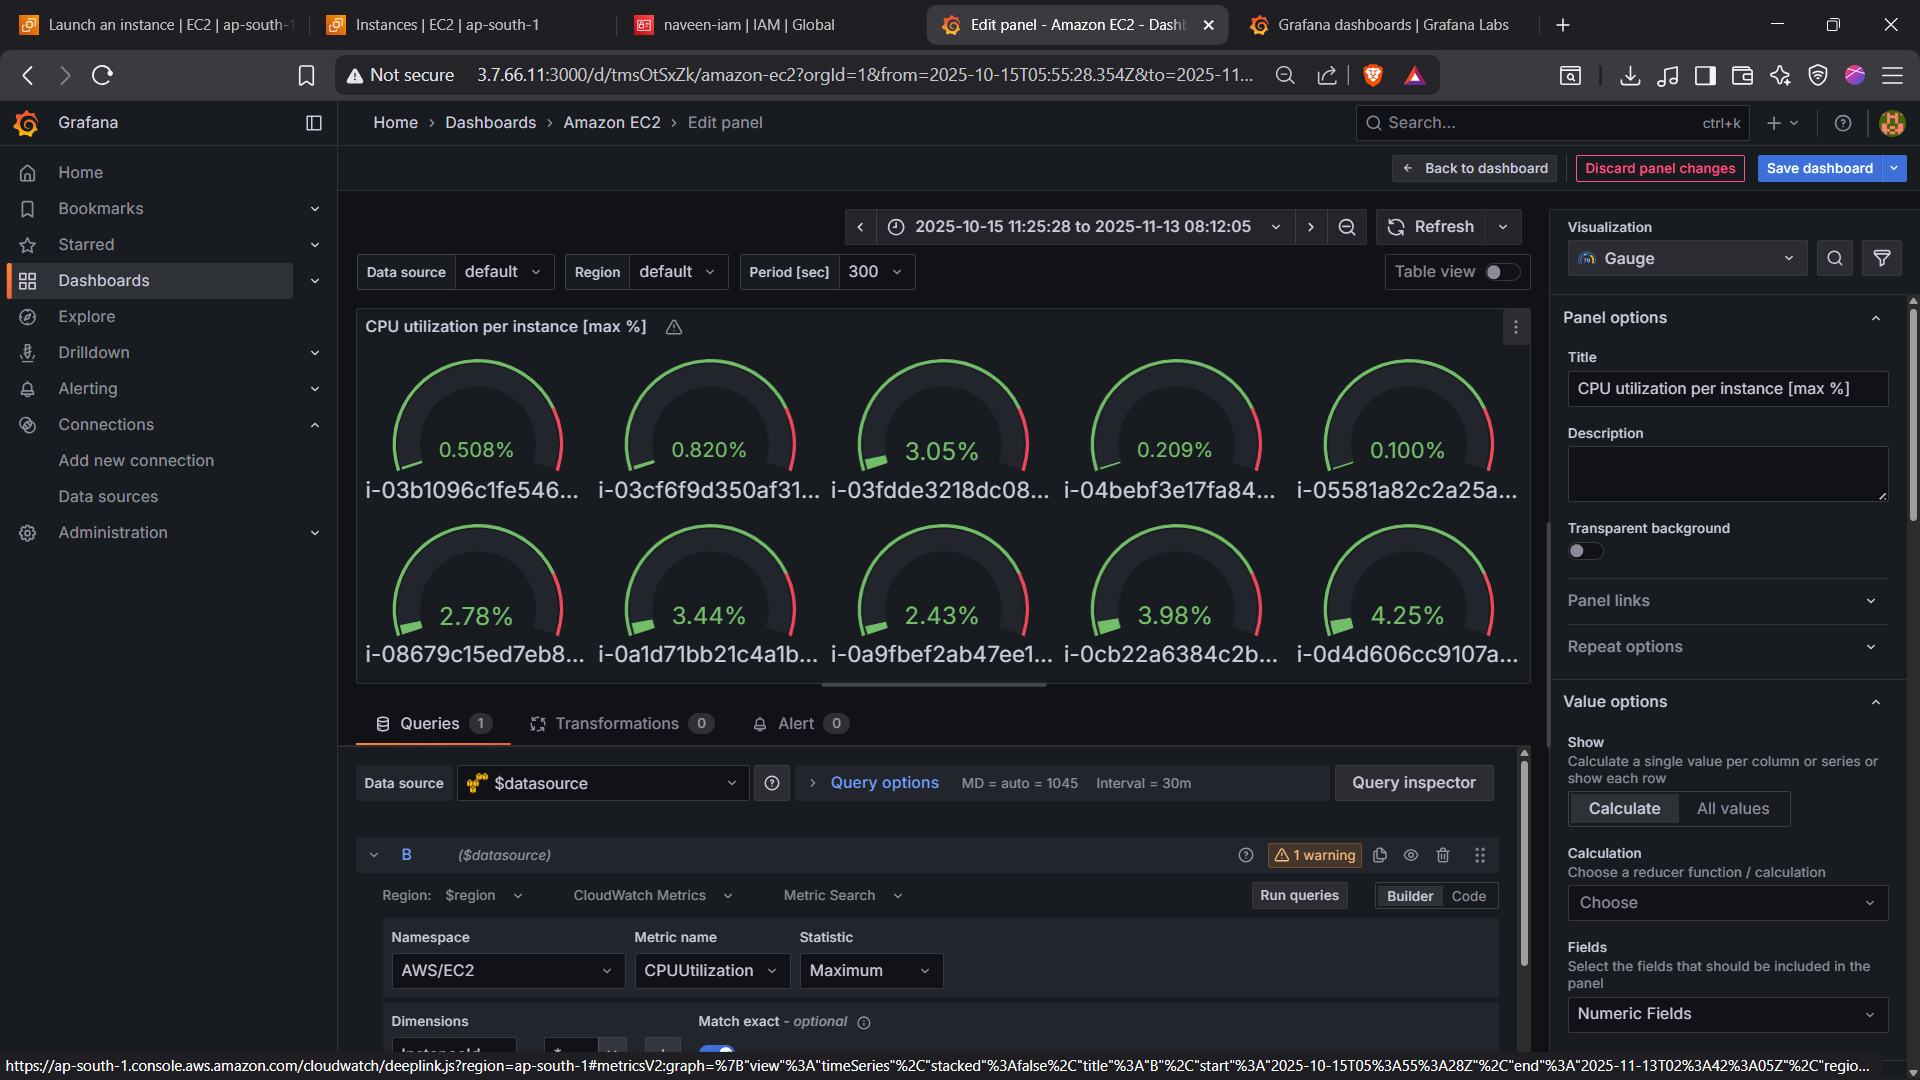 Launch an instance | EC2 | ap-south-1
Instances | EC2 | ap-south-1
naveen-iam | IAM | Global
Edit panel - Amazon EC2 - Dashb
Grafana dashboards | Grafana Labs
Not secure
3.7.66.11:3000/d/tmsOtSxZk/amazon-ec2?orgId=1&from=2025-10-15T05:55:28.354Z&to=2025-11...
Grafana
Home › Dashboards › Amazon EC2 › Edit panel
Search...
ctrl+k
Home
Bookmarks
Starred
Dashboards
Explore
Drilldown
Alerting
Connections
Add new connection
Data sources
Administration
Back to dashboard
Discard panel changes
Save dashboard
2025-10-15 11:25:28 to 2025-11-13 08:12:05
Refresh
Data source default
Region default
Period [sec] 300
Table view
CPU utilization per instance [max %]
0.508%
0.820%
3.05%
0.209%
0.100%
i-03b1096c1fe546...
i-03cf6f9d350af31...
i-03fdde3218dc08...
i-04bebf3e17fa84...
i-05581a82c2a25a...
2.78%
3.44%
2.43%
3.98%
4.25%
i-08679c15ed7eb8...
i-0a1d71bb21c4a1b...
i-0a9fbef2ab47ee1...
i-0cb22a6384c2b...
i-0d4d606cc9107a...
Queries 1
Transformations 0
Alert 0
Data source
$datasource
Query options
MD = auto = 1045
Interval = 30m
Query inspector
B
($datasource)
1 warning
Region: $region
CloudWatch Metrics
Metric Search
Run queries
Builder
Code
Namespace
Metric name
Statistic
AWS/EC2
CPUUtilization
Maximum
Dimensions
Match exact - optional
Visualization
Gauge
Panel options
Title
CPU utilization per instance [max %]
Description
Transparent background
Panel links
Repeat options
Value options
Show
Calculate a single value per column or series or
show each row
Calculate
All values
Calculation
Choose a reducer function / calculation
Choose
Fields
Select the fields that should be included in the
panel
Numeric Fields
https://ap-south-1.console.aws.amazon.com/cloudwatch/deeplink.js?region=ap-south-1#metricsV2:graph=%7B"view"%3A"timeSeries"%2C"stacked"%3Afalse%2C"title"%3A"B"%2C"start"%3A"2025-10-15T05%3A55%3A28Z"%2C"end"%3A"2025-11-13T02%3A42%3A05Z"%2C"regio...